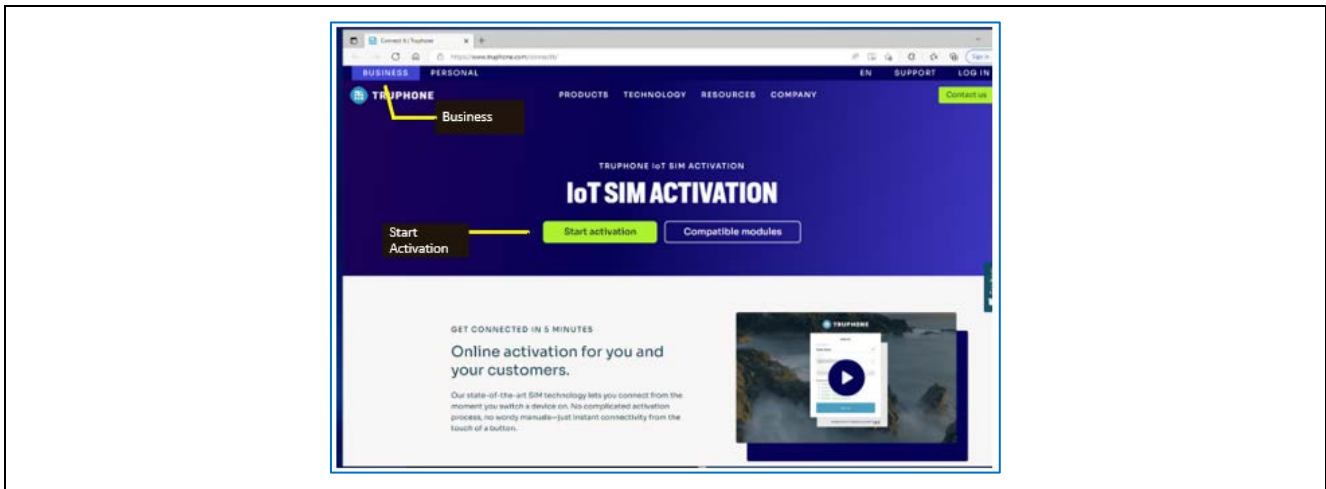 Connect It | Truphone
https://www.truphone.com/connectit/
BUSINESS PERSONAL EN SUPPORT LOG IN
TRUPHONE PRODUCTS TECHNOLOGY RESOURCES COMPANY Contact us
Business
TRUPHONE IoT SIM ACTIVATION
IoT SIM ACTIVATION
Start
Activation
Start activation Compatible modules
GET CONNECTED IN 5 MINUTES
Online activation for you and
your customers.
Our state-of-the-art SIM technology lets you connect from the
moment you switch a device on. No complicated activation
process, no wordy manuals—just instant connectivity from the
touch of a button.
TRUPHONE